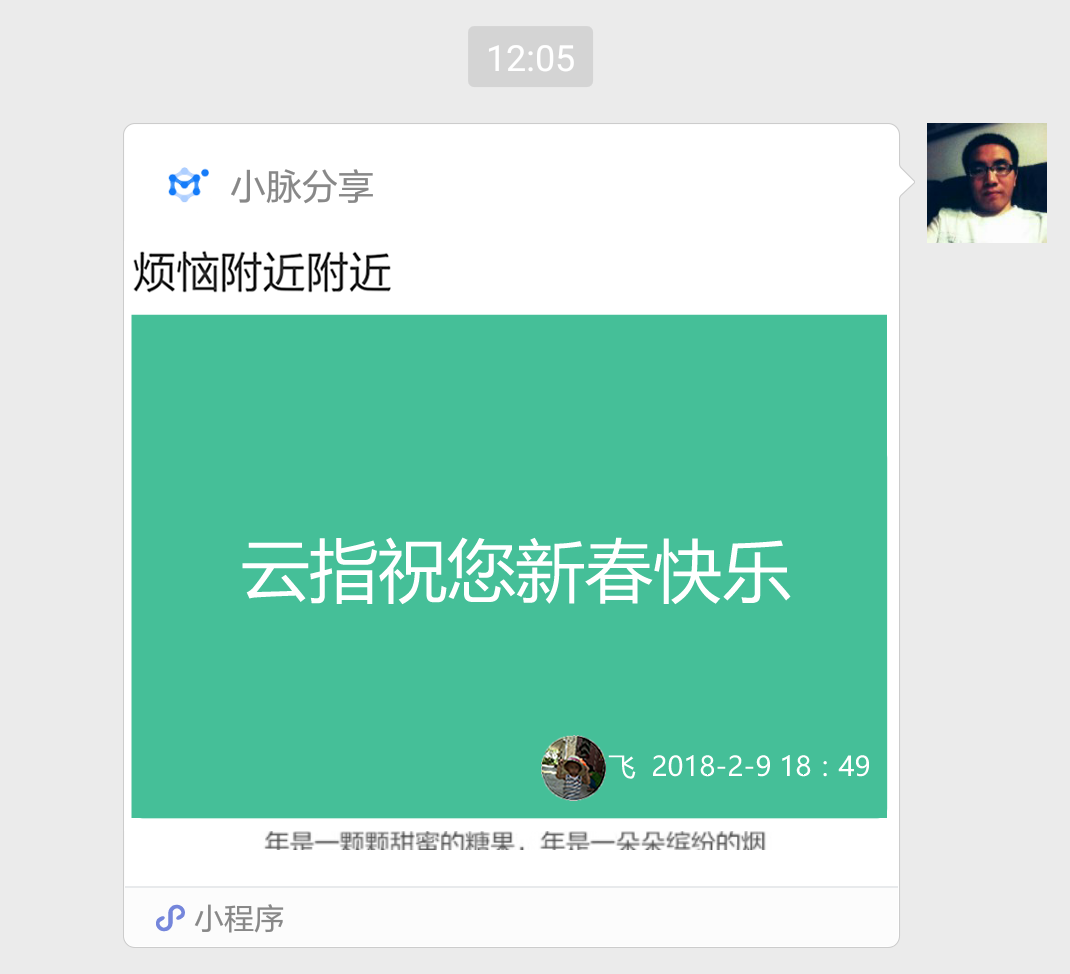 12:05
小脉分享
烦恼附近附近
云指祝您新春快乐
飞 2018-2-9 18：49
年是一颗颗甜蜜的糖果，年是一朵朵缤纷的烟
小程序